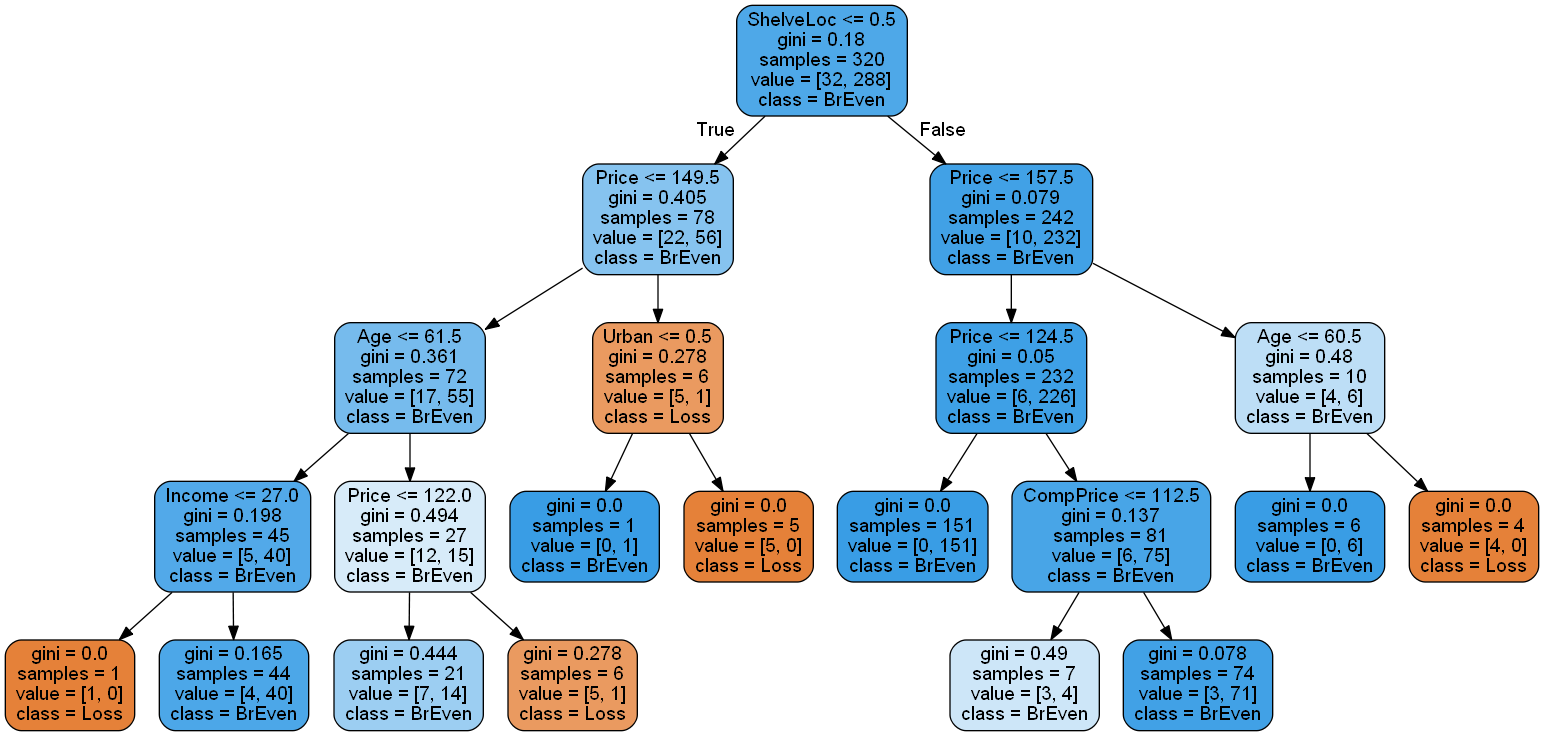 ShelveLoc <= 0.5
gini = 0.18
samples = 320
value = [32, 288]
class = BrEven
True
False
Price <= 149.5
gini = 0.405
samples = 78
value = [22, 56]
class = BrEven
Price <= 157.5
gini = 0.079
samples = 242
value = [10, 232]
class = BrEven
Age <= 61.5
gini = 0.361
samples = 72
value = [17, 55]
class = BrEven
Urban <= 0.5
gini = 0.278
samples = 6
value = [5, 1]
class = Loss
Price <= 124.5
gini = 0.05
samples = 232
value = [6, 226]
class = BrEven
Age <= 60.5
gini = 0.48
samples = 10
value = [4, 6]
class = BrEven
Income <= 27.0
gini = 0.198
samples = 45
value = [5, 40]
class = BrEven
Price <= 122.0
gini = 0.494
samples = 27
value = [12, 15]
class = BrEven
gini = 0.0
samples = 1
value = [0, 1]
class = BrEven
gini = 0.0
samples = 5
value = [5, 0]
class = Loss
gini = 0.0
samples = 151
value = [0, 151]
class = BrEven
CompPrice <= 112.5
gini = 0.137
samples = 81
value = [6, 75]
class = BrEven
gini = 0.0
samples = 6
value = [0, 6]
class = BrEven
gini = 0.0
samples = 4
value = [4, 0]
class = Loss
gini = 0.0
samples = 1
value = [1, 0]
class = Loss
gini = 0.165
samples = 44
value = [4, 40]
class = BrEven
gini = 0.444
samples = 21
value = [7, 14]
class = BrEven
gini = 0.278
samples = 6
value = [5, 1]
class = Loss
gini = 0.49
samples = 7
value = [3, 4]
class = BrEven
gini = 0.078
samples = 74
value = [3, 71]
class = BrEven